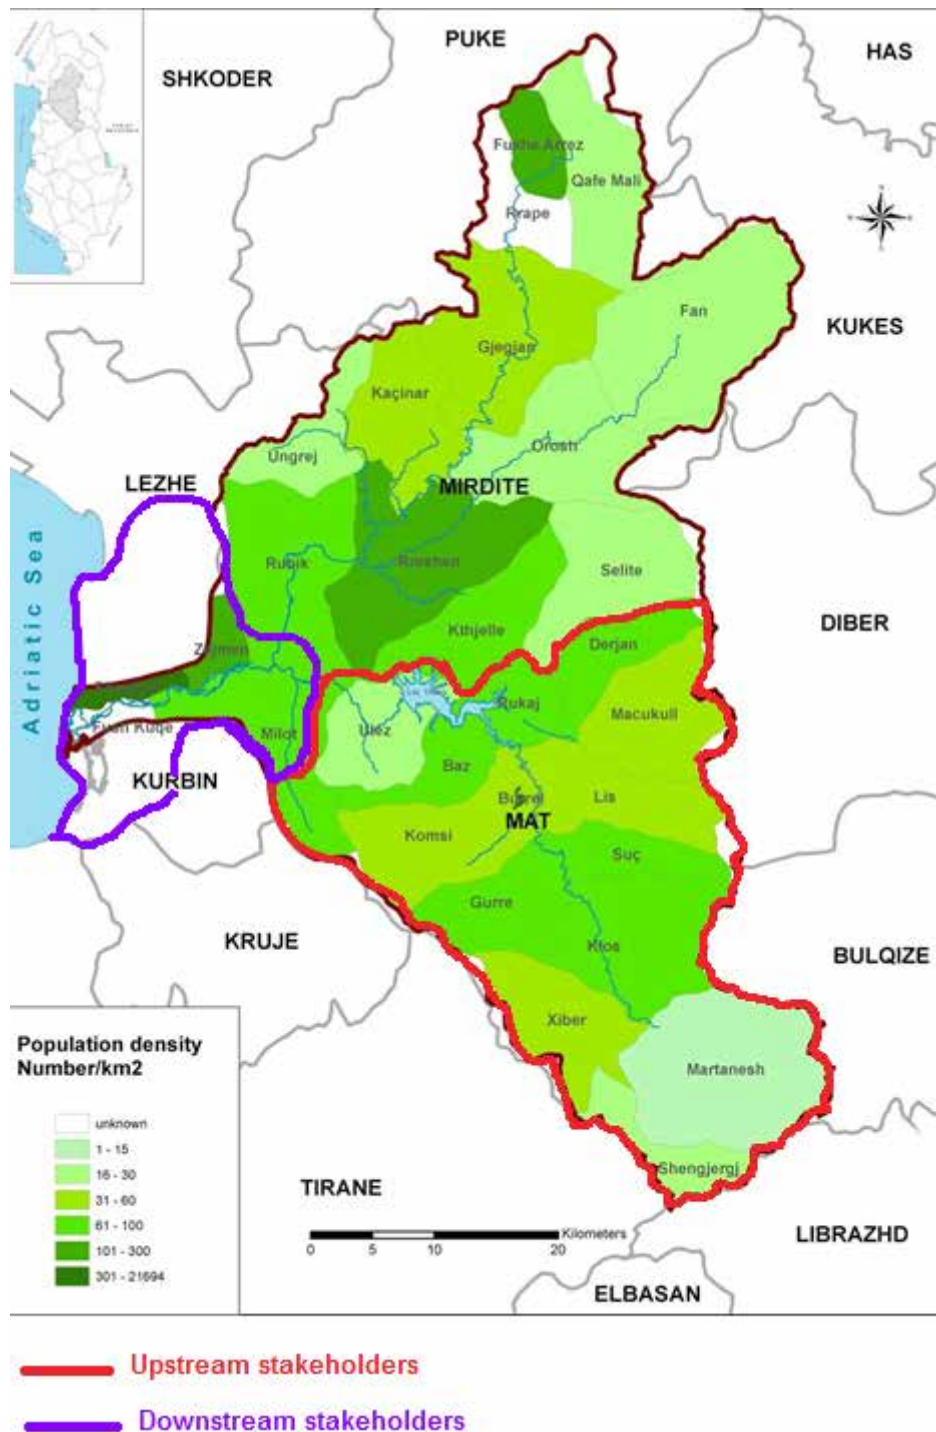 PUKE
HAS
SHKODER
Fushe Arrez
Qafe Mali
Rrape
Fan
KUKES
Gjegjan
Kaçinar
Orosh
Ungrej
LEZHE
MIRDITE
Adriatic Sea
Rubik
Rreshen
Selite
Kthjelle
Derjan
DIBER
Zejmen
Rukaj
Macukull
Fush Kuqe
Milot
Ulëz
KURBIN
Baz
Burrel
Lis
MAT
Komsi
Suç
Gurre
KRUJE
Klos
BULQIZE
Xiber
Martanesh
Shengjergj
TIRANE
LIBRAZHD
ELBASAN
Population density
Number/km2
unknown
1 - 15
16 - 30
31 - 60
61 - 100
101 - 300
301 - 21694
Kilometers
0 5 10 20
Upstream stakeholders
Downstream stakeholders